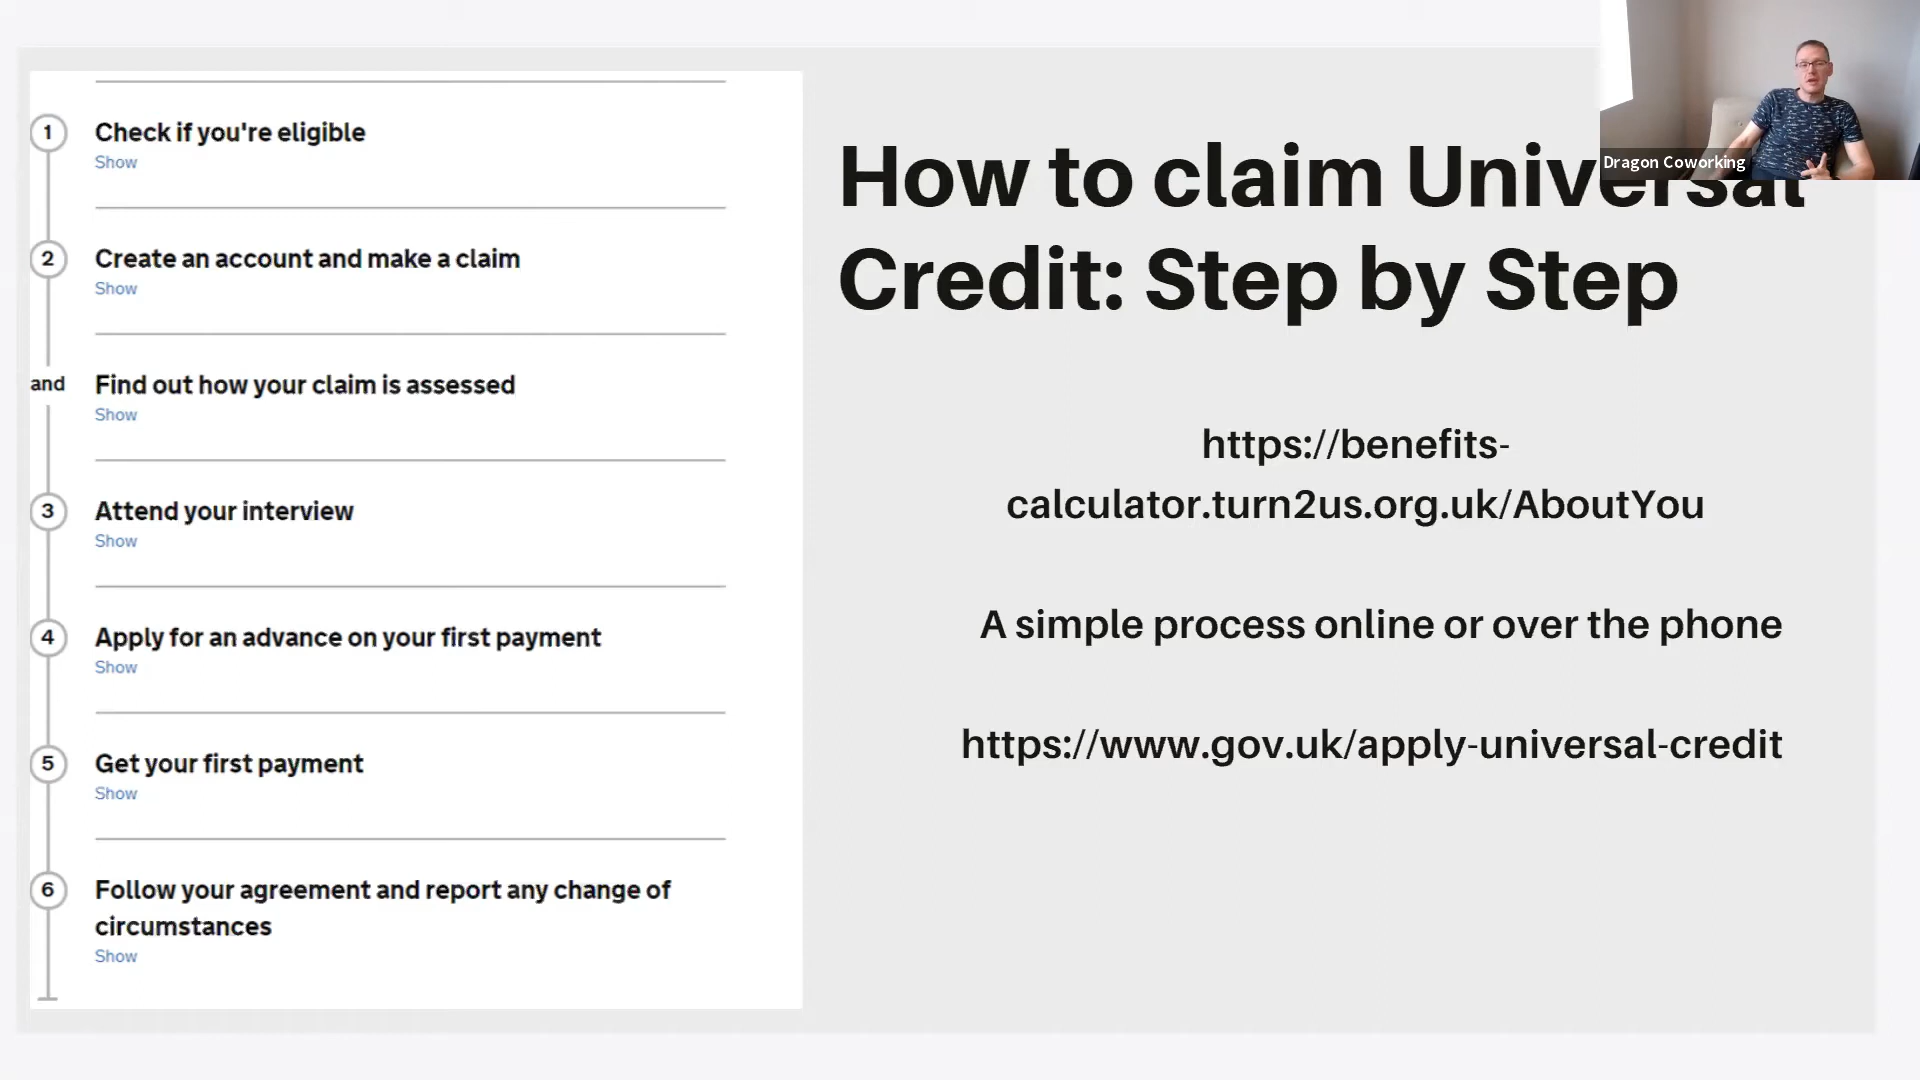 1
Check if you're eligible
Show
2
Create an account and make a claim
Show
and
Find out how your claim is assessed
Show
3
Attend your interview
Show
4
Apply for an advance on your first payment
Show
5
Get your first payment
Show
6
Follow your agreement and report any change of
circumstances
Show
How to claim Universal
Credit: Step by Step
https://benefits-
calculator.turn2us.org.uk/AboutYou
A simple process online or over the phone
https://www.gov.uk/apply-universal-credit
Dragon Coworking